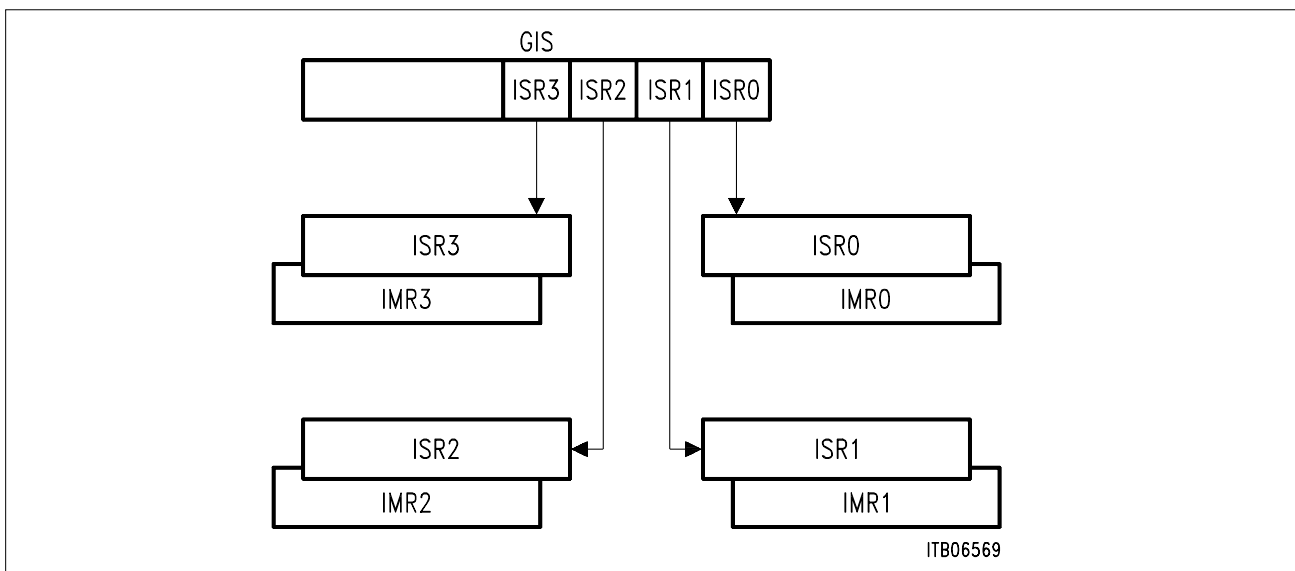 GIS
ISR3 ISR2 ISR1 ISR0
ISR3 ISR0
IMR3 IMR0
ISR2 ISR1
IMR2 IMR1
ITB06569